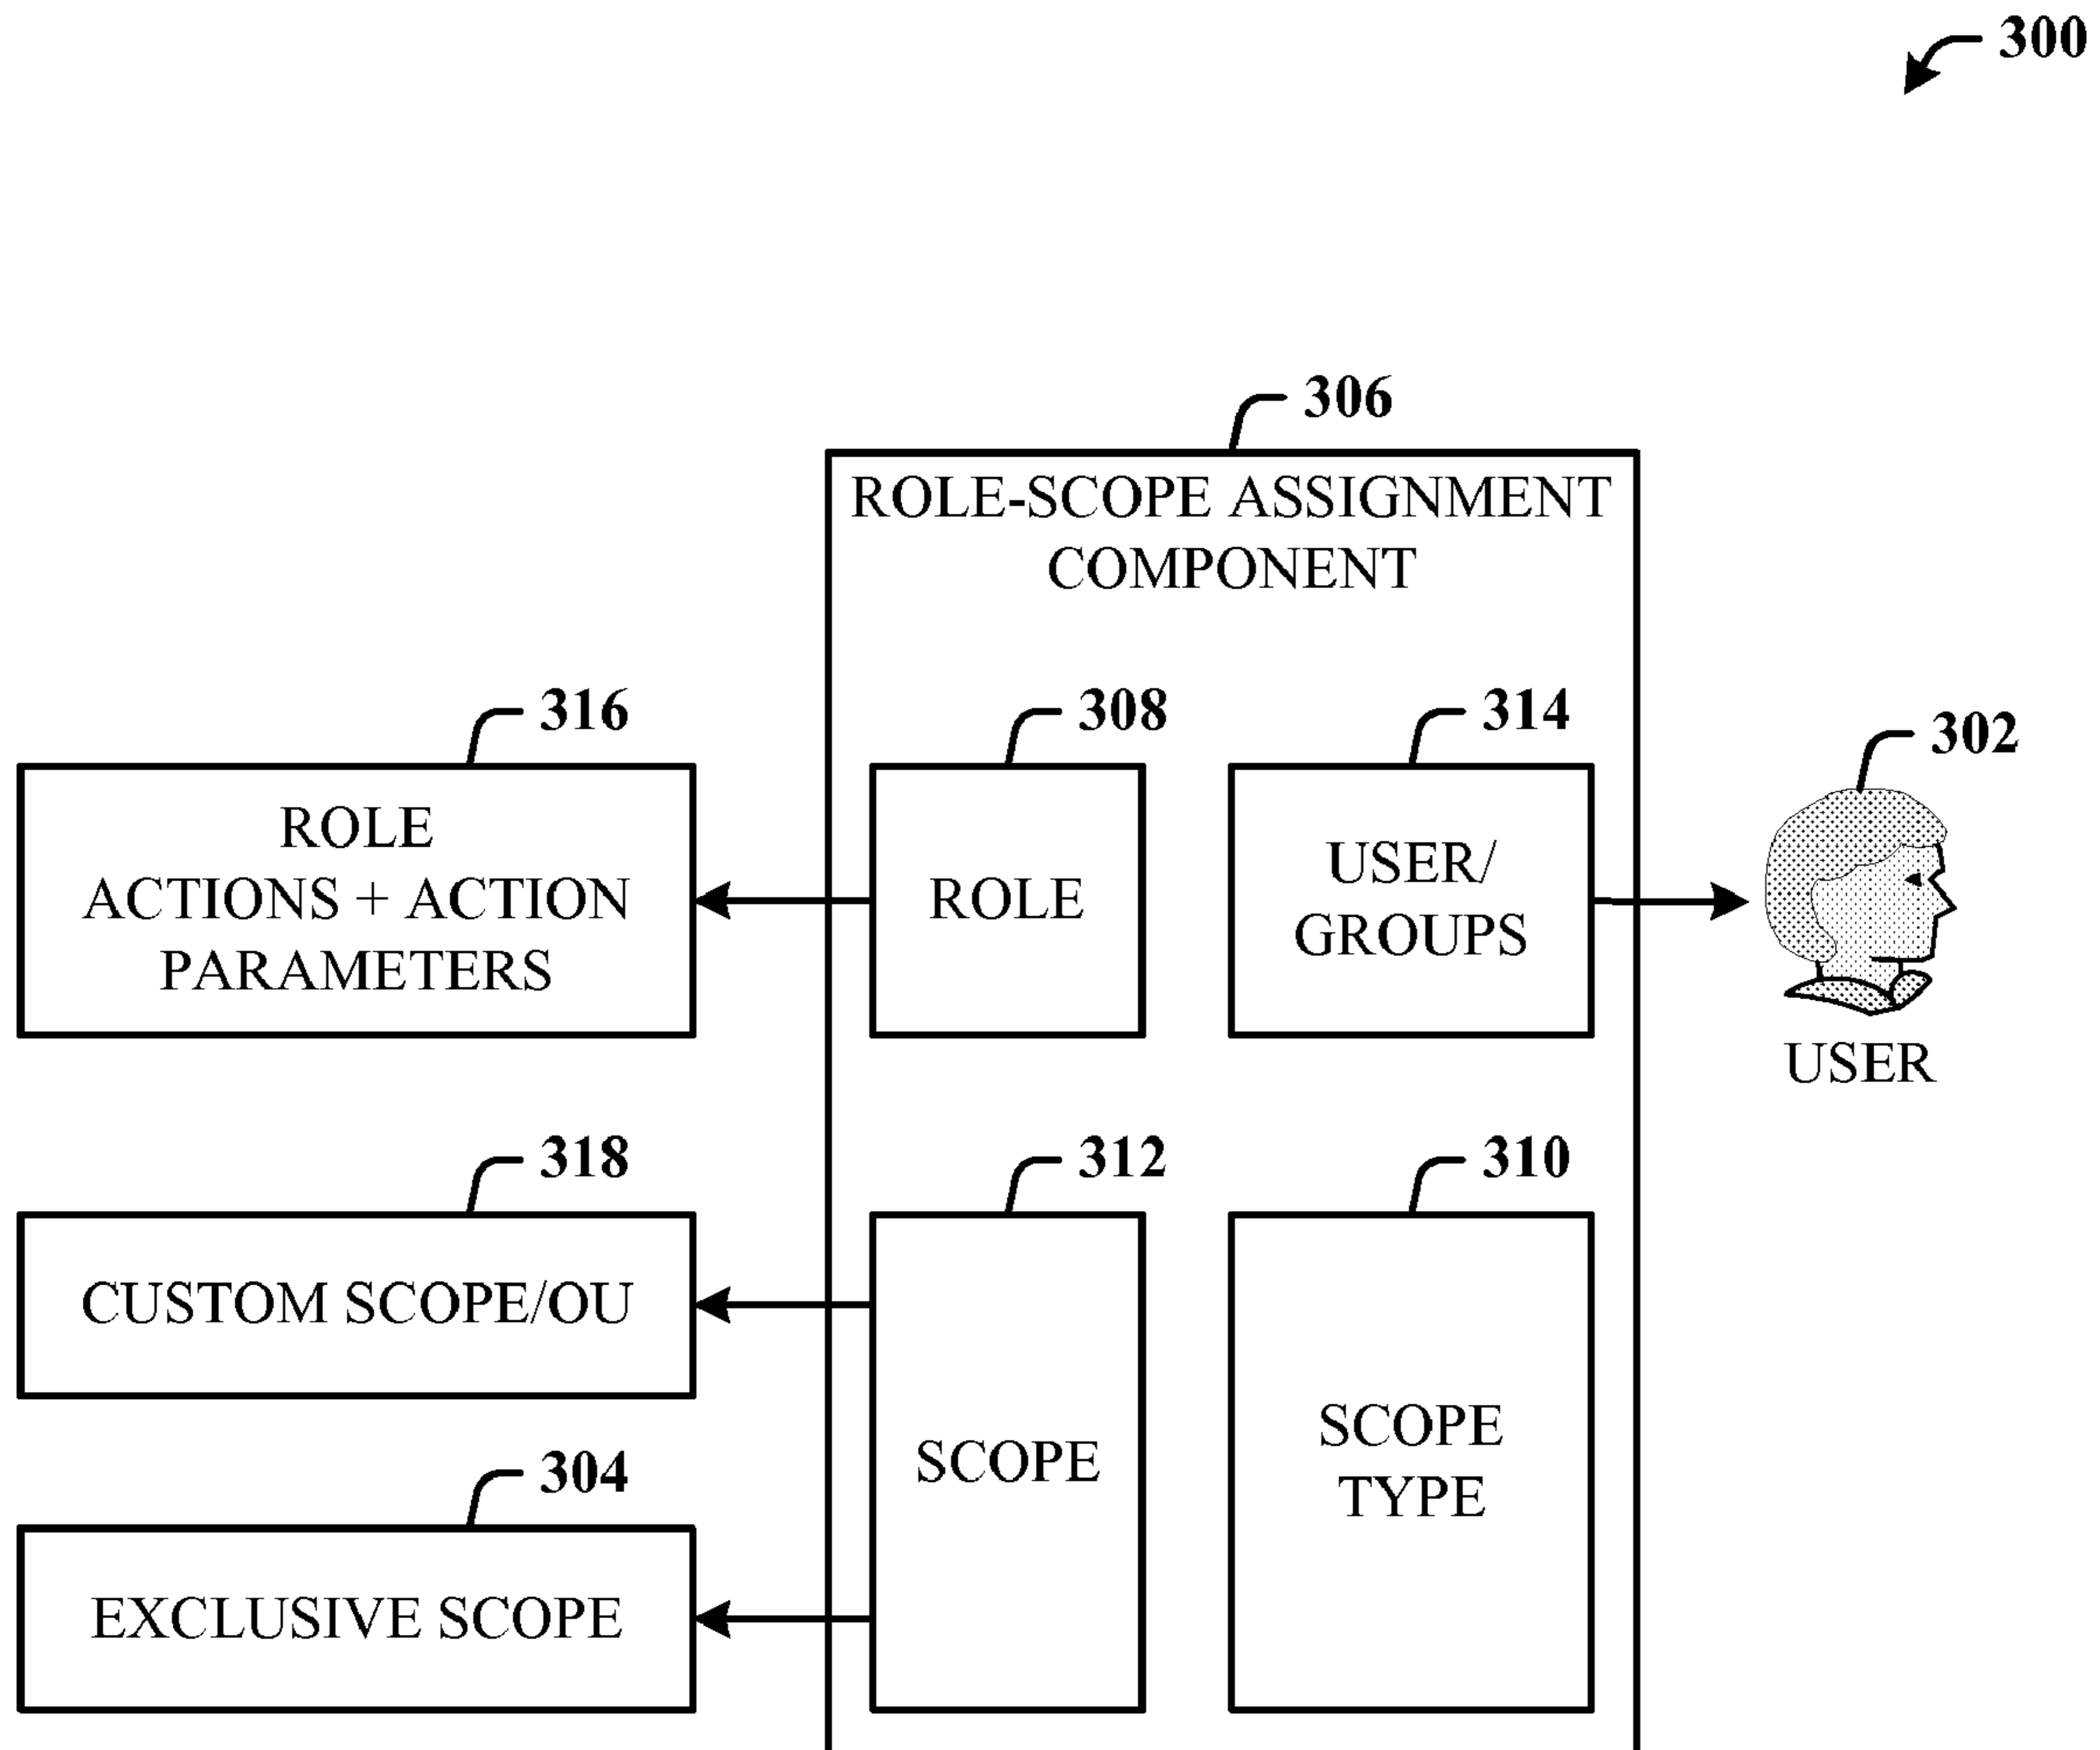 300
306
ROLE-SCOPE ASSIGNMENT
COMPONENT
316
308
314
302
ROLE
ACTIONS + ACTION
PARAMETERS
ROLE
USER/
GROUPS
USER
318
312
310
CUSTOM SCOPE/OU
SCOPE
SCOPE
TYPE
304
EXCLUSIVE SCOPE